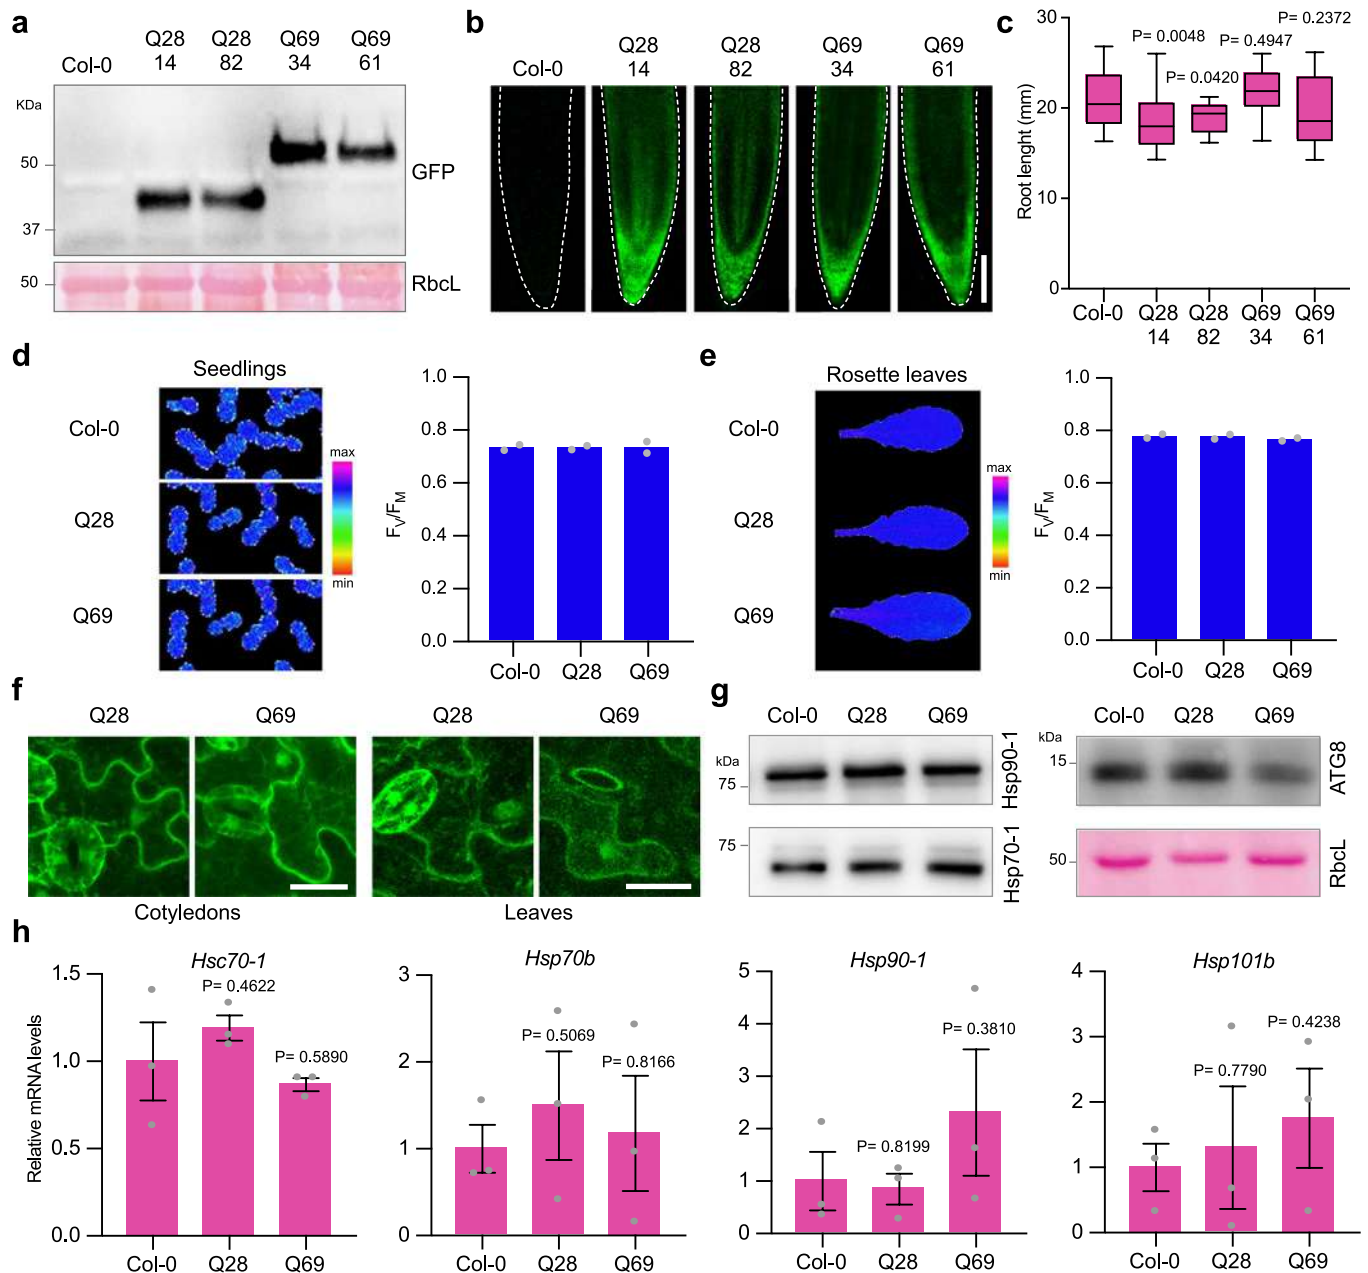 a
Col-0 Q28 14 Q28 82 Q69 34 Q69 61
KDa
50
37
GFP
50
RbcL
b
Col-0 Q28 14 Q28 82 Q69 34 Q69 61
c
30
20
10
0
Root lenght (mm)
P= 0.0048
P= 0.0420
P= 0.4947
P= 0.2372
Col-0 Q28 14 Q28 82 Q69 34 Q69 61
d
Seedlings
Col-0
Q28
Q69
max
min
1.0
0.8
0.6
0.4
0.2
0.0
FV/FM
Col-0 Q28 Q69
e
Rosette leaves
Col-0
Q28
Q69
max
min
1.0
0.8
0.6
0.4
0.2
0.0
FV/FM
Col-0 Q28 Q69
f
Q28 Q69 Q28 Q69
Cotyledons
Leaves
g
Col-0 Q28 Q69
kDa
75
Hsp90-1
75
Hsp70-1
Col-0 Q28 Q69
kDa
15
ATG8
50
RbcL
h
Hsc70-1
1.5
1.0
0.5
0.0
Relative mRNA levels
P= 0.4622
P= 0.5890
Col-0 Q28 Q69
Hsp70b
3
2
1
0
P= 0.5069
P= 0.8166
Col-0 Q28 Q69
Hsp90-1
5
4
3
2
1
0
P= 0.8199
P= 0.3810
Col-0 Q28 Q69
Hsp101b
4
3
2
1
0
P= 0.7790
P= 0.4238
Col-0 Q28 Q69